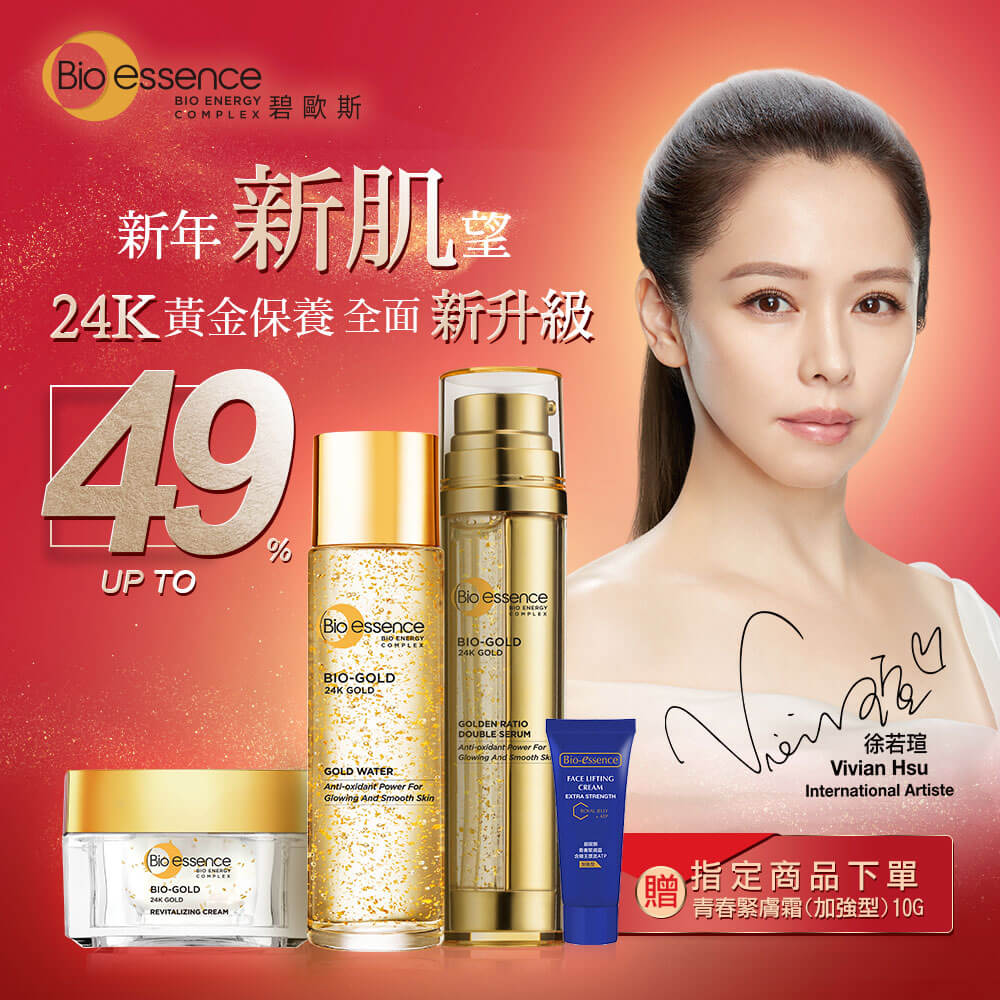 Bio essence
BIO ENERGY
COMPLEX 碧歐斯
新年新肌望
24K黃金保養 全面 新升級
49%
UP TO
Bio essence
BIO ENERGY
COMPLEX
BIO-GOLD
24K GOLD
REVITALIZING CREAM
Bio essence
BIO ENERGY
COMPLEX
BIO-GOLD
24K GOLD
GOLD WATER
Anti-oxidant Power For
Glowing And Smooth Skin
Bio essence
BIO ENERGY
COMPLEX
BIO-GOLD
24K GOLD
GOLDEN RATIO
DOUBLE SERUM
Anti-oxidant Power For
Glowing And Smooth Sk
Bio-essence
FACE LIFTING
CREAM
EXTRA STRENGTH
ROYAL JELLY
+ ATP
徐若瑄
Vivian Hsu
International Artiste
贈 指定商品下單
青春緊膚霜(加強型)10G